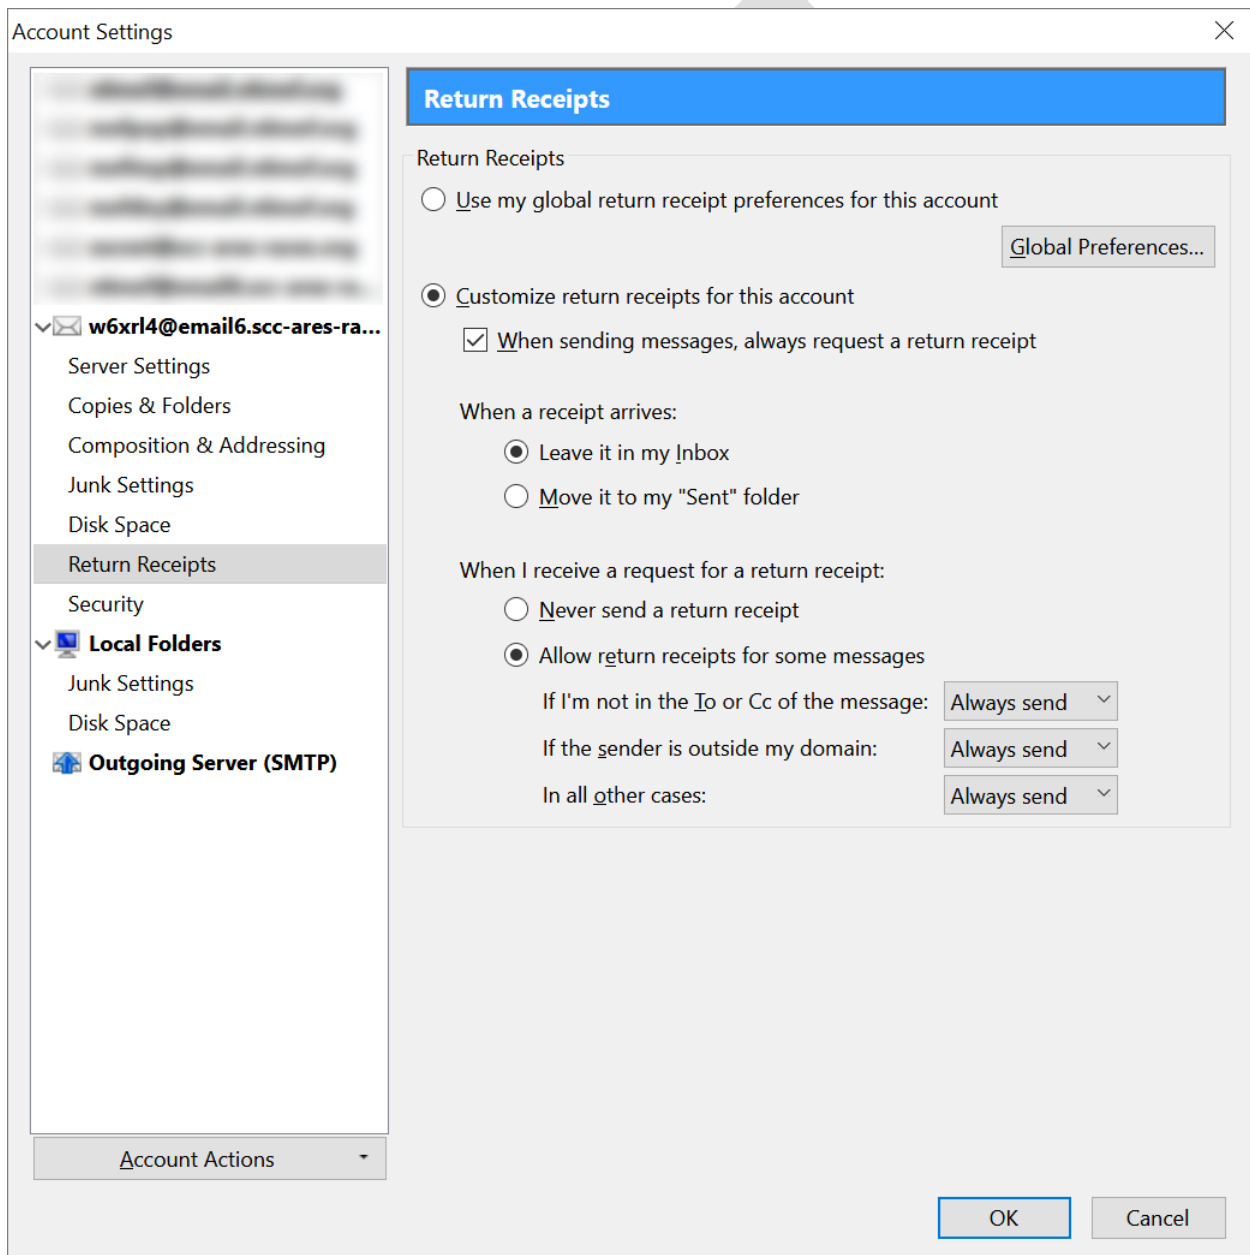 Account Settings
w6xrl4@email6.scc-ares-ra...
Server Settings
Copies & Folders
Composition & Addressing
Junk Settings
Disk Space
Return Receipts
Security
Local Folders
Junk Settings
Disk Space
Outgoing Server (SMTP)
Account Actions
Return Receipts
Return Receipts
Use my global return receipt preferences for this account
Global Preferences...
Customize return receipts for this account
When sending messages, always request a return receipt
When a receipt arrives:
Leave it in my Inbox
Move it to my "Sent" folder
When I receive a request for a return receipt:
Never send a return receipt
Allow return receipts for some messages
If I'm not in the To or Cc of the message: Always send
If the sender is outside my domain: Always send
In all other cases: Always send
OK Cancel